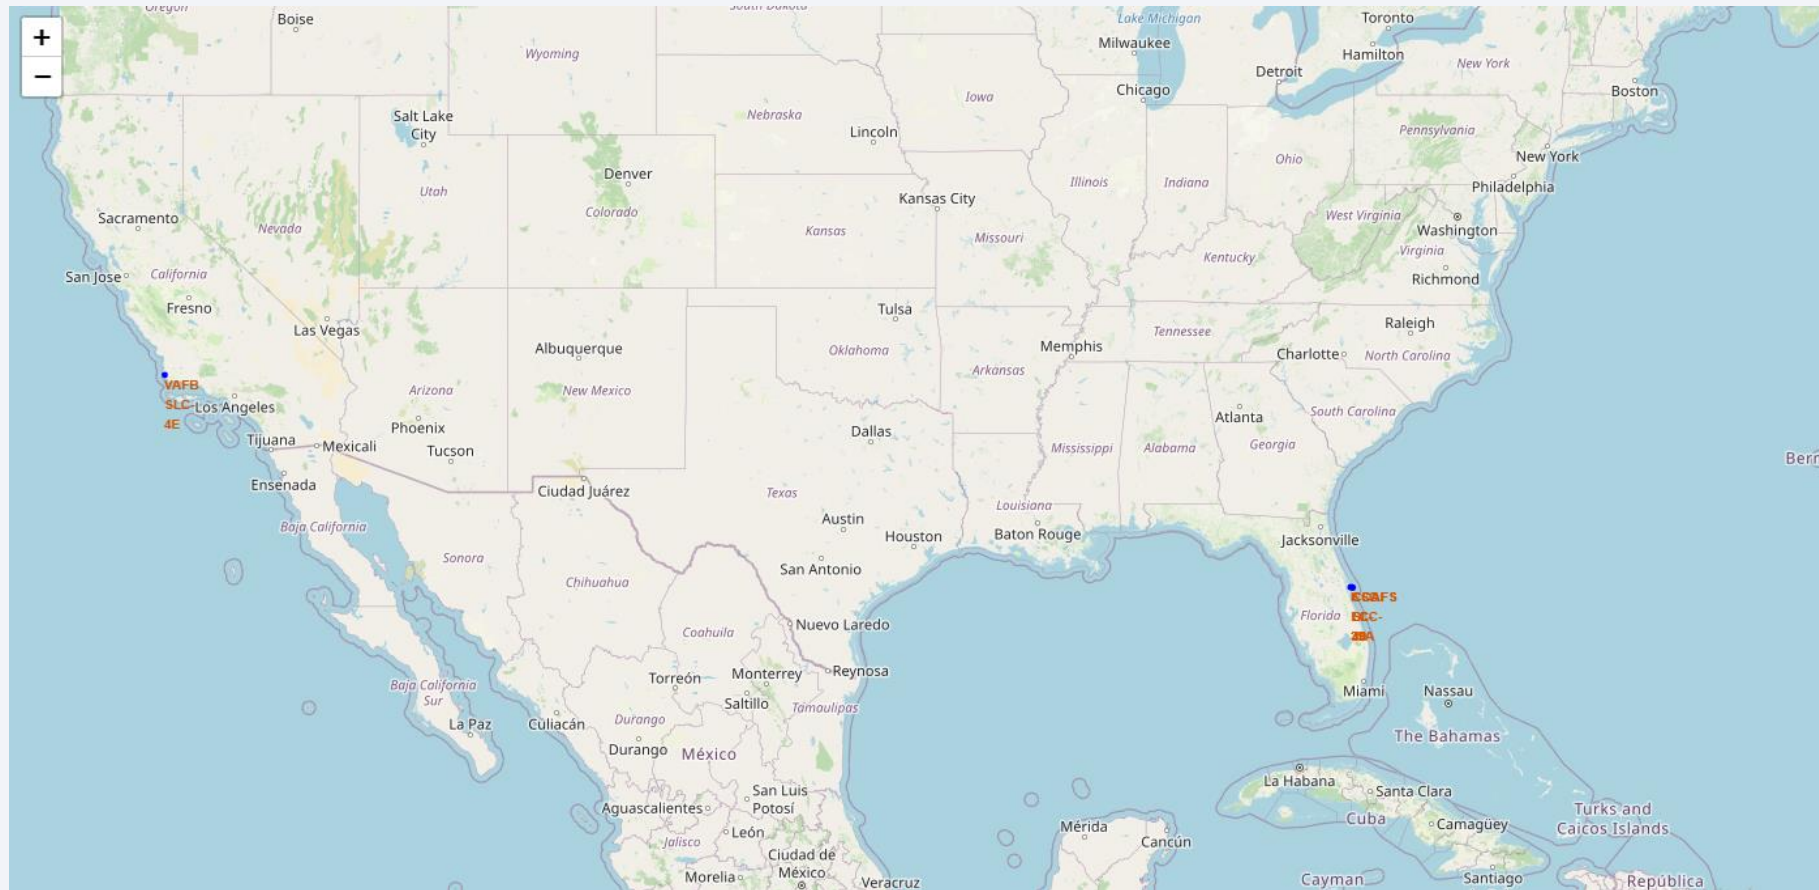 Oregon
Boise
South Dakota
Lake Michigan
Toronto
+
Milwaukee
Hamilton
Wyoming
New York
−
Detroit
Chicago
Boston
Iowa
Salt Lake
City
Nebraska
Lincoln
Pennsylvania
New York
Ohio
Denver
Utah
Illinois
Indiana
Philadelphia
Kansas City
Colorado
Sacramento
West Virginia
Nevada
Kansas
Missouri
Washington
Virginia
Kentucky
San Jose
California
Richmond
Fresno
Tulsa
Las Vegas
Raleigh
Tennessee
Albuquerque
Oklahoma
Memphis
Charlotte
North Carolina
Arkansas
VAFB
SLC-
4E
Arizona
New Mexico
Los Angeles
South Carolina
Atlanta
Phoenix
Dallas
Tijuana
Mexicali
Tucson
Mississippi
Alabama
Georgia
Ensenada
Ciudad Juárez
Texas
Louisiana
Baja California
Austin
Houston
Baton Rouge
Jacksonville
Sonora
San Antonio
Chihuahua
Florida
Nuevo Laredo
Coahuila
Reynosa
Torreón
Monterrey
Baja California
Sur
Saltillo
Tamaulipas
Miami
Nassau
La Paz
Culiacán
Durango
Durango
México
The Bahamas
La Habana
San Luis
Potosí
Santa Clara
Aguascalientes
Cuba
Camagüey
Turks and
Caicos Islands
León
Jalisco
Mérida
Cancún
Ciudad de
México
Morelia
Veracruz
Cayman
Santiago
República